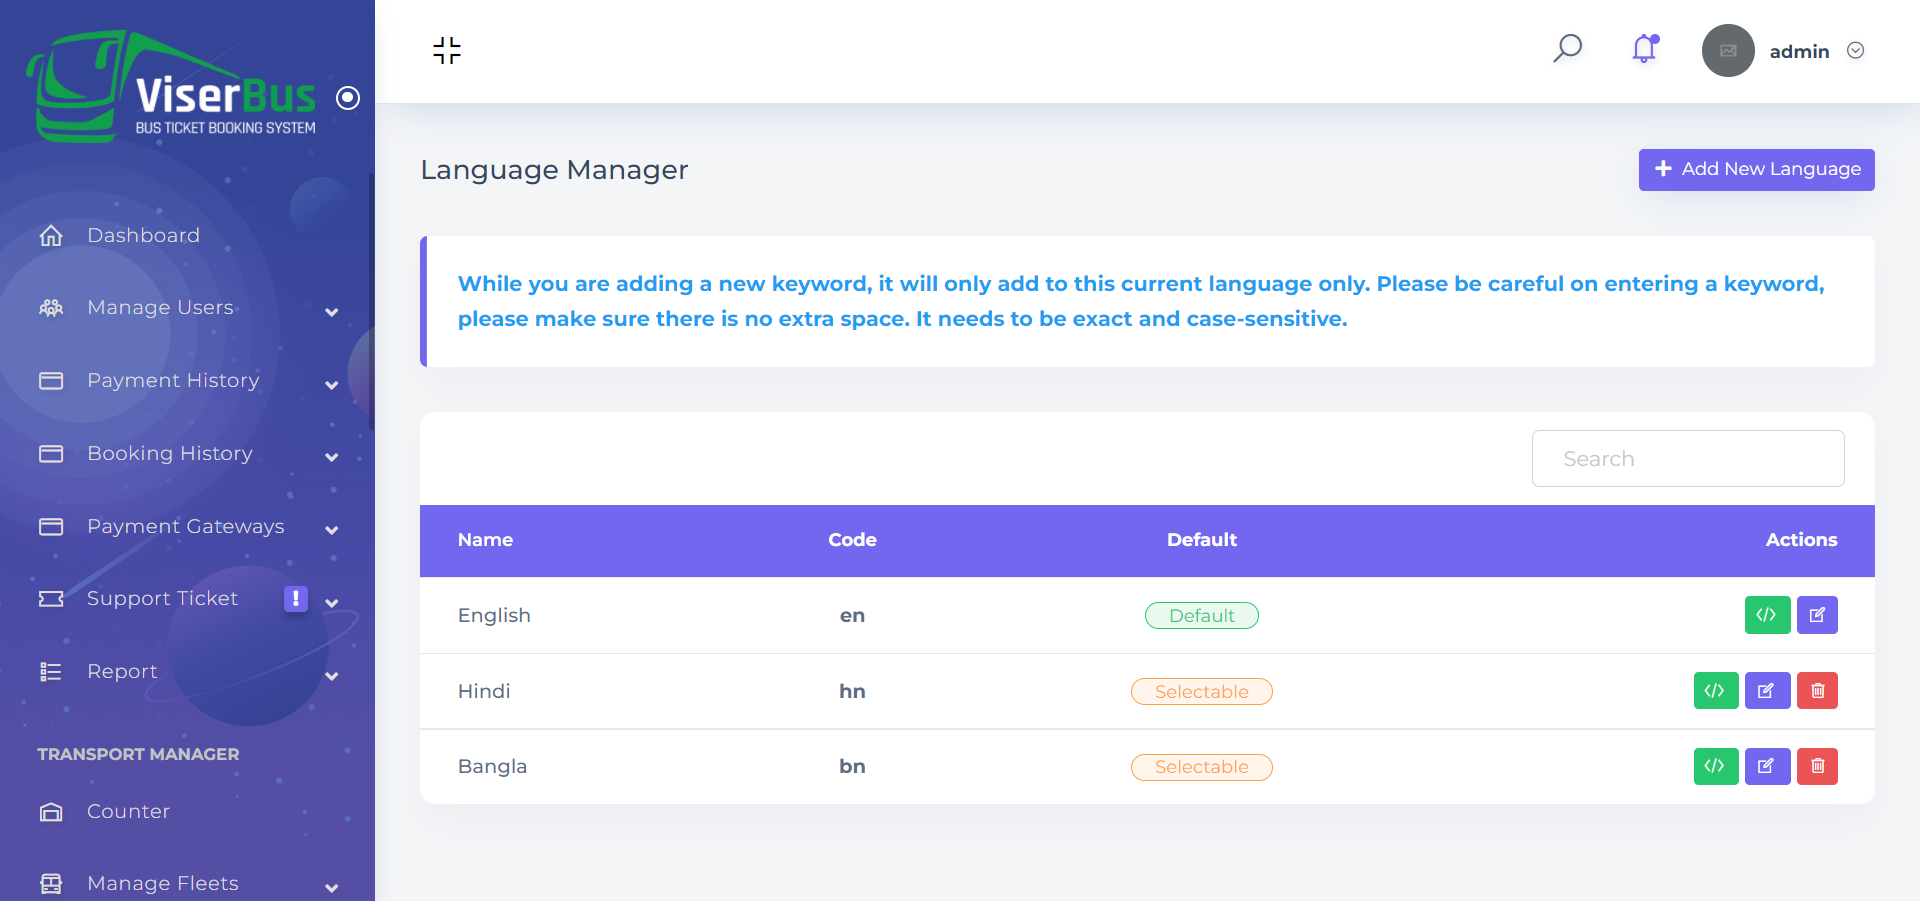 ViserBus
BUS TICKET BOOKING SYSTEM
admin
Language Manager
Add New Language
Dashboard
Manage Users
Payment History
Booking History
Payment Gateways
Support Ticket
Report
TRANSPORT MANAGER
Counter
Manage Fleets
While you are adding a new keyword, it will only add to this current language only. Please be careful on entering a keyword,
please make sure there is no extra space. It needs to be exact and case-sensitive.
Search
Name Code Default Actions
English en Default
Hindi hn Selectable
Bangla bn Selectable